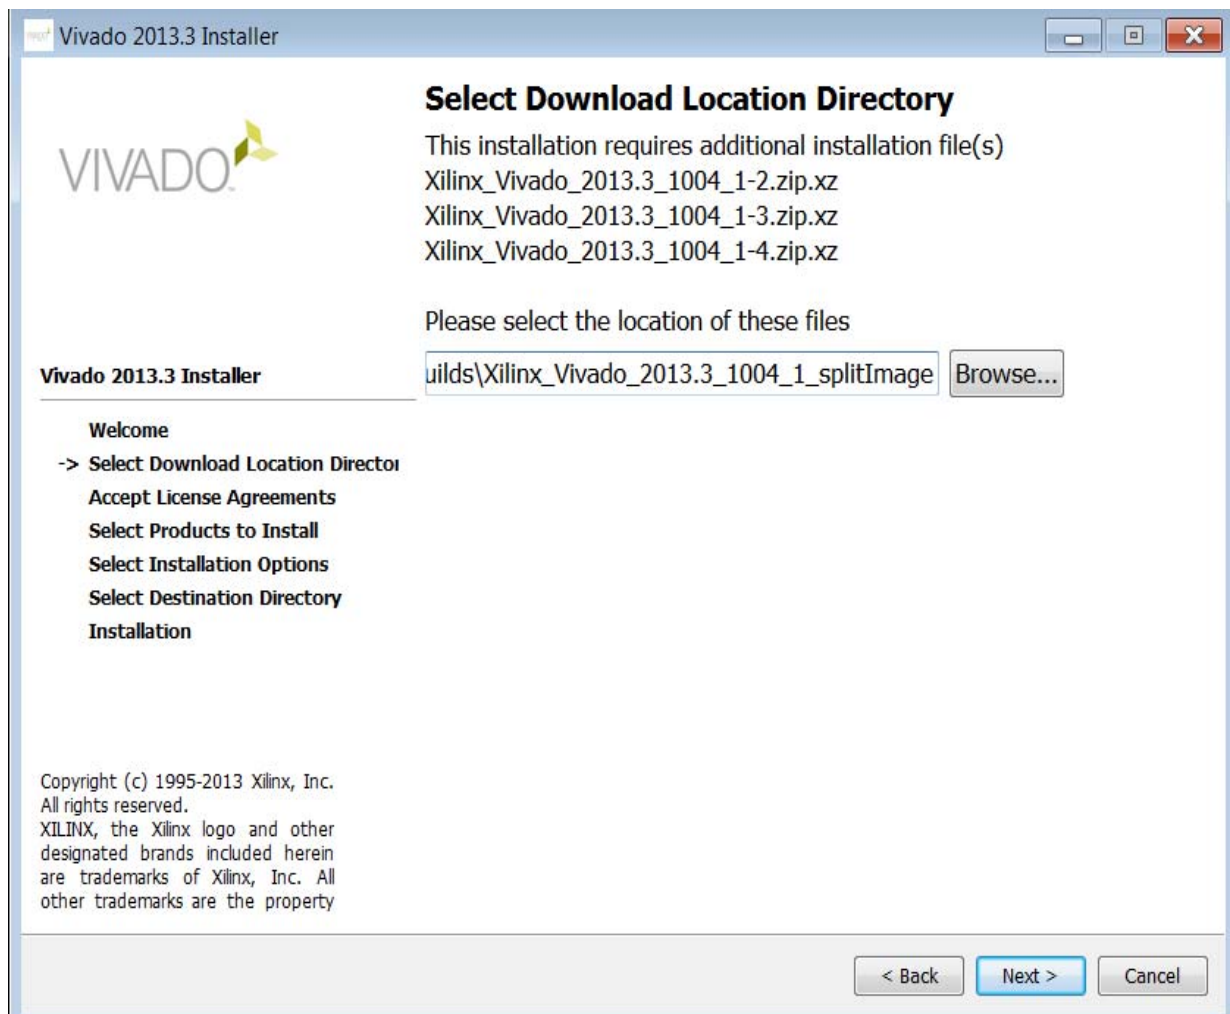 Vivado 2013.3 Installer
VIVADO™
Select Download Location Directory
This installation requires additional installation file(s)
Xilinx_Vivado_2013.3_1004_1-2.zip.xz
Xilinx_Vivado_2013.3_1004_1-3.zip.xz
Xilinx_Vivado_2013.3_1004_1-4.zip.xz
Please select the location of these files
uilds\Xilinx_Vivado_2013.3_1004_1_splitImage Browse...
Vivado 2013.3 Installer
Welcome
-> Select Download Location Director
Accept License Agreements
Select Products to Install
Select Installation Options
Select Destination Directory
Installation
Copyright (c) 1995-2013 Xilinx, Inc.
All rights reserved.
XILINX, the Xilinx logo and other
designated brands included herein
are trademarks of Xilinx, Inc. All
other trademarks are the property
< Back Next > Cancel